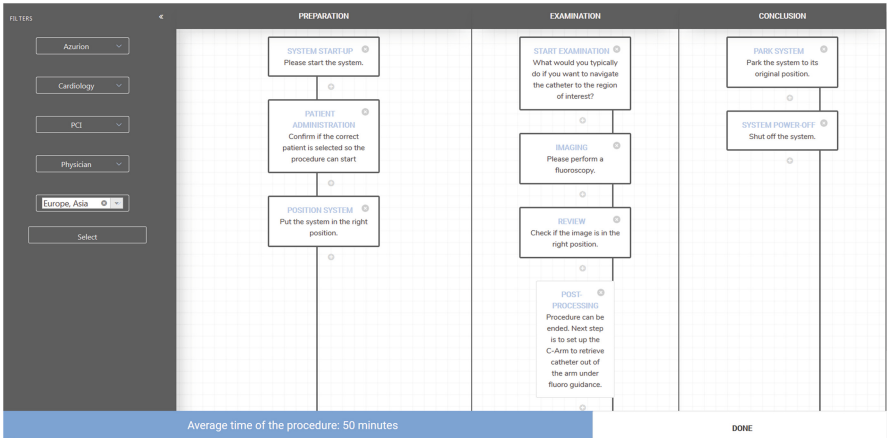 FILTERS
«
Azurion
Cardiology
PCI
Physician
Europe, Asia
Select
PREPARATION
SYSTEM START-UP
Please start the system.
PATIENT
ADMINISTRATION
Confirm if the correct
patient is selected so the
procedure can start
POSITION SYSTEM
Put the system in the right
position.
EXAMINATION
START EXAMINATION
What would you typically
do if you want to navigate
the catheter to the region
of interest?
IMAGING
Please perform a
fluoroscopy.
REVIEW
Check if the image is in the
right position.
POST-
PROCESSING
Procedure can be
ended. Next step
is to set up the
C-Arm to retrieve
catheter out of
the arm under
fluoro guidance.
CONCLUSION
PARK SYSTEM
Park the system to its
original position.
SYSTEM POWER-OFF
Shut off the system.
Average time of the procedure: 50 minutes
DONE